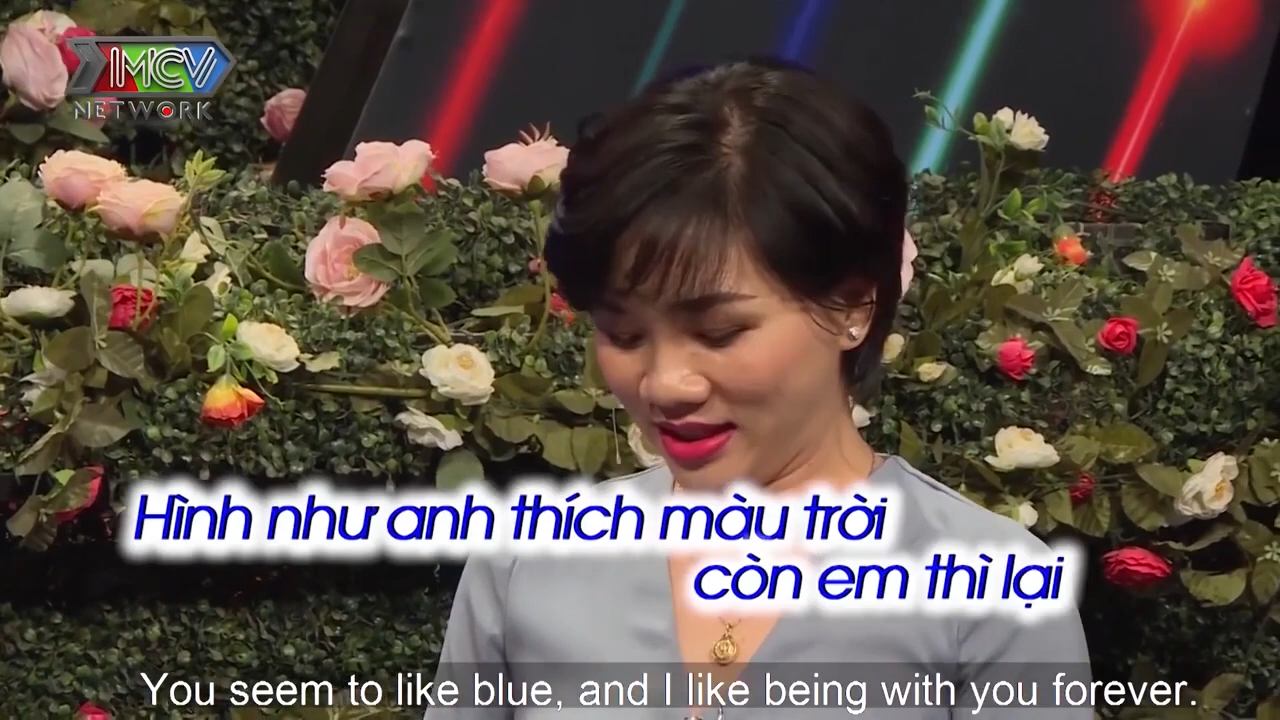 MCV
NETWORK
Hình như anh thích màu trời
còn em thì lại
You seem to like blue, and I like being with you forever.